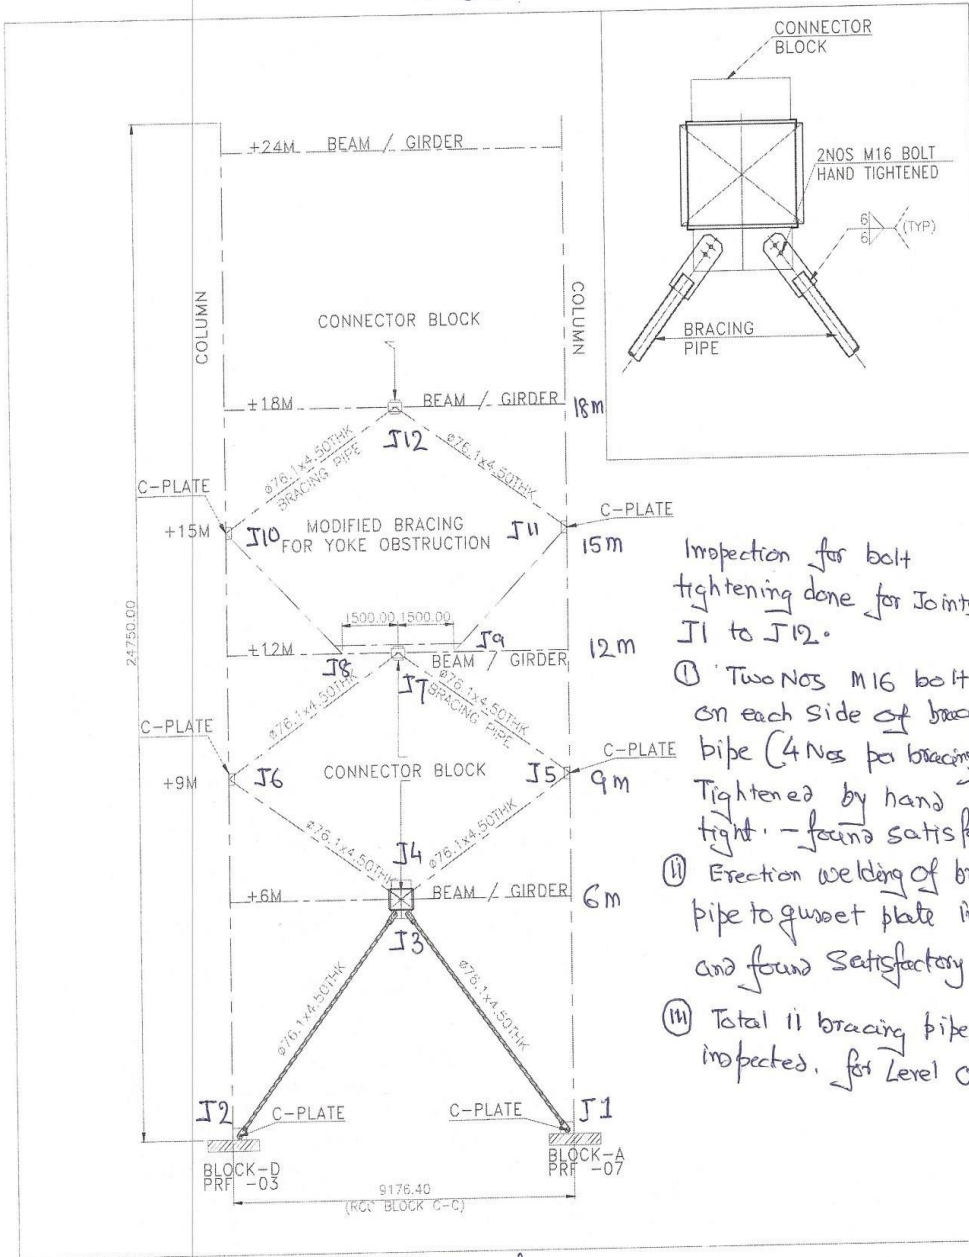 CONNECTOR
BLOCK
2NOS M16 BOLT
HAND TIGHTENED
6
6
(TYP)
BRACING
PIPE
+24M BEAM / GIRDER
24750.00
COLUMN
COLUMN
CONNECTOR BLOCK
+18M BEAM / GIRDER 18m
J12
ø76.1x4.50THK
BRACING PIPE
ø76.1x4.50THK
C-PLATE
C-PLATE
+15M J10 MODIFIED BRACING J11 15m
FOR YOKE OBSTRUCTION
1500.00 1500.00
+12M J8 J9 12m
BEAM / GIRDER
J7
ø76.1x4.50THK
ø76.1x4.50THK
BRACING PIPE
C-PLATE
C-PLATE
+9M J6 CONNECTOR BLOCK J5 9m
ø76.1x4.50THK
ø76.1x4.50THK
J4
+6M BEAM / GIRDER 6m
J3
ø76.1x4.50THK
ø76.1x4.50THK
J2 C-PLATE
C-PLATE J1
BLOCK-D
PRF -03
BLOCK-A
PRF -07
9176.40
(RCC BLOCK C-C)
Inspection for bolt
tightening done for Joints
J1 to J12.
(i) Two Nos M16 bolt
on each side of
pipe (4 Nos per bracing
Tightened by hand
tight. - found
(ii) Erection welding of
pipe to gusset plate
and found Satisfactory
(iii) Total 11 bracing pipe
inspected. for Level